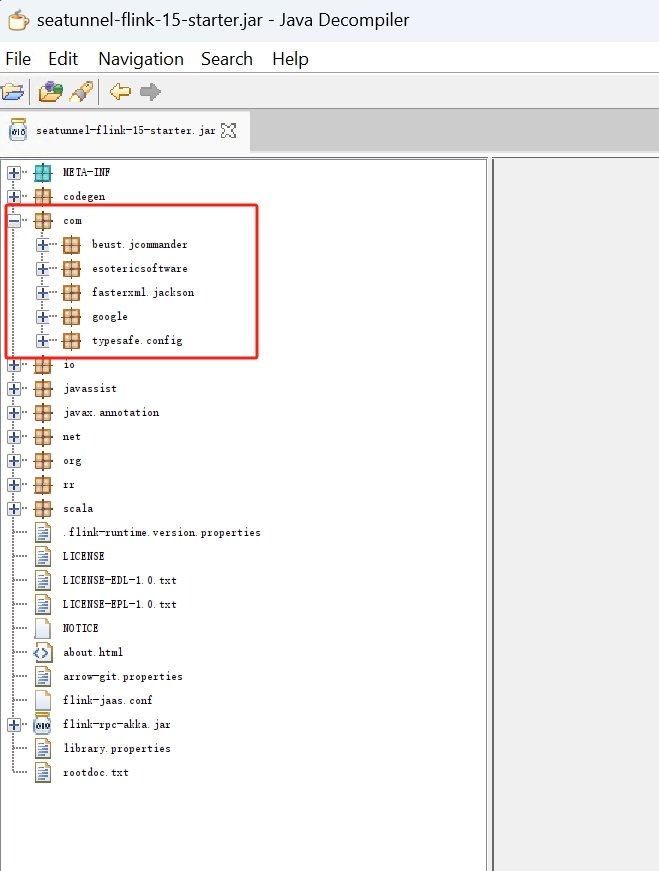 seatunnel-flink-15-starter.jar - Java Decompiler
File Edit Navigation Search Help
seatunnel-flink-15-starter.jar
META-INF
codegen
com
beust.jcommander
esotericsoftware
fasterxml.jackson
google
typesafe.config
io
javassist
javax.annotation
net
org
rr
scala
.flink-runtime.version.properties
LICENSE
LICENSE-EDL-1.0.txt
LICENSE-EPL-1.0.txt
NOTICE
about.html
arrow-git.properties
flink-jaas.conf
flink-rpc-akka.jar
library.properties
rootdoc.txt